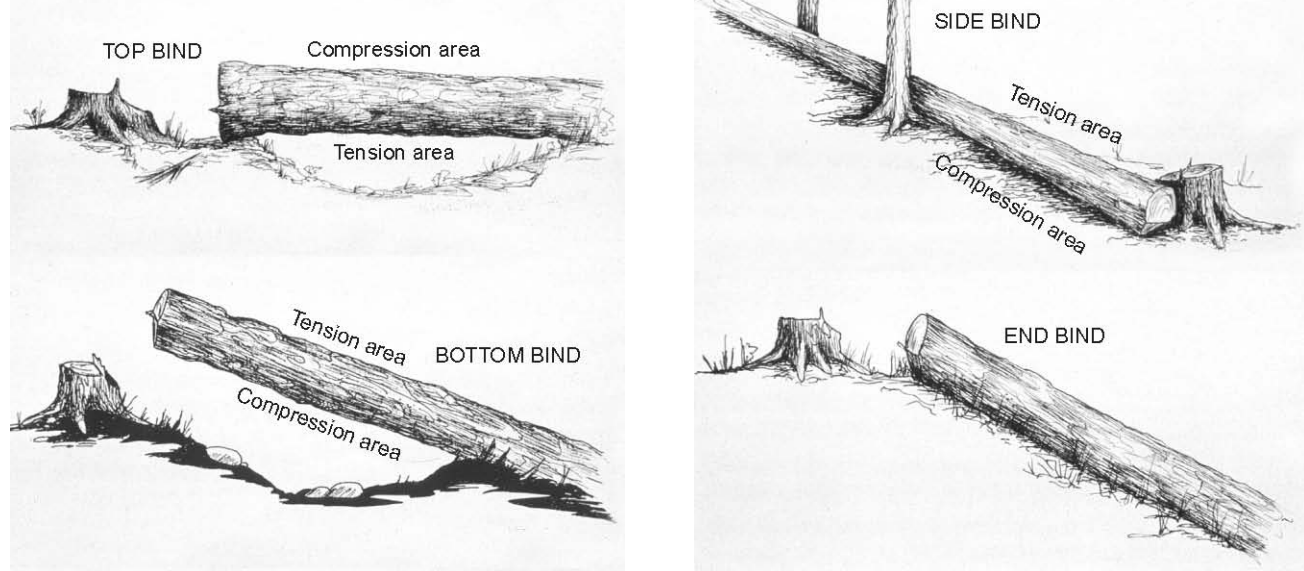 TOP BIND
Compression area
Tension area
SIDE BIND
Tension area
Compression area
BOTTOM BIND
Tension area
Compression area
END BIND